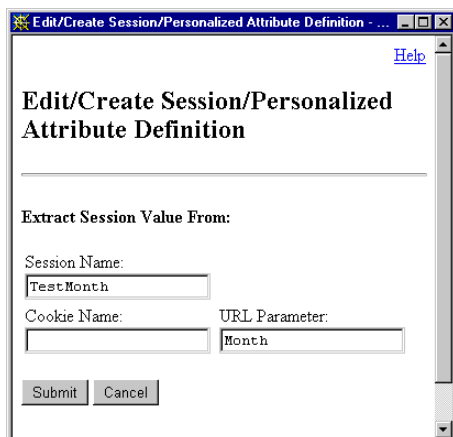 Edit/Create Session/Personalized Attribute Definition - ...
Help
Edit/Create Session/Personalized
Attribute Definition
Extract Session Value From:
Session Name:
TestMonth
Cookie Name: URL Parameter:
Month
Submit Cancel